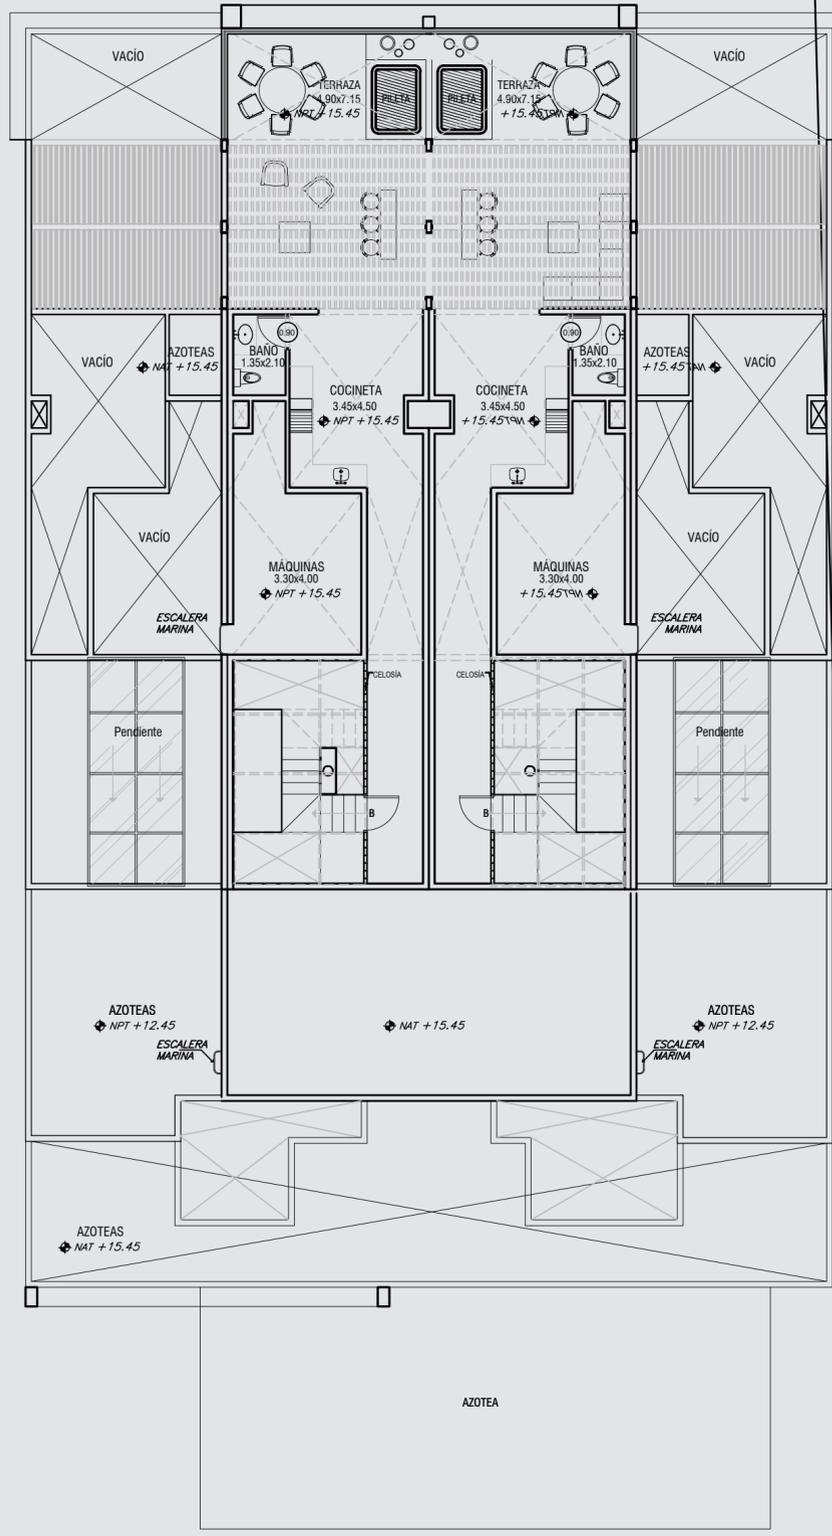 VACÍO
VACÍO
TERRAZA
4.90x7.15
NPT +15.45
PILETA
PILETA
TERRAZA
4.90x7.15
+15.45
VACÍO
AZOTEAS
NAT +15.45
0.90
BAÑO
1.35x2.10
COCINETA
3.45x4.50
NPT +15.45
COCINETA
3.45x4.50
+15.45
0.90
BAÑO
1.35x2.10
AZOTEAS
+15.45
VACÍO
VACÍO
ESCALERA
MARINA
MÁQUINAS
3.30x4.00
NPT +15.45
MÁQUINAS
3.30x4.00
+15.45
VACÍO
ESCALERA
MARINA
CELOSÍA
CELOSÍA
Pendiente
Pendiente
B
B
AZOTEAS
NPT +12.45
ESCALERA
MARINA
NAT +15.45
AZOTEAS
NPT +12.45
ESCALERA
MARINA
AZOTEAS
NAT +15.45
AZOTEA